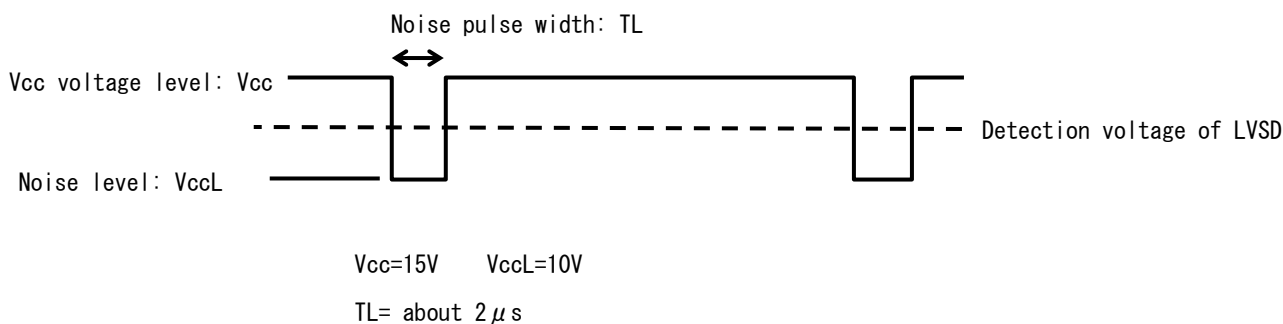 Noise pulse width: TL
Vcc voltage level: Vcc
Detection voltage of LVSD
Noise level: VccL
Vcc=15V VccL=10V
TL= about 2μs